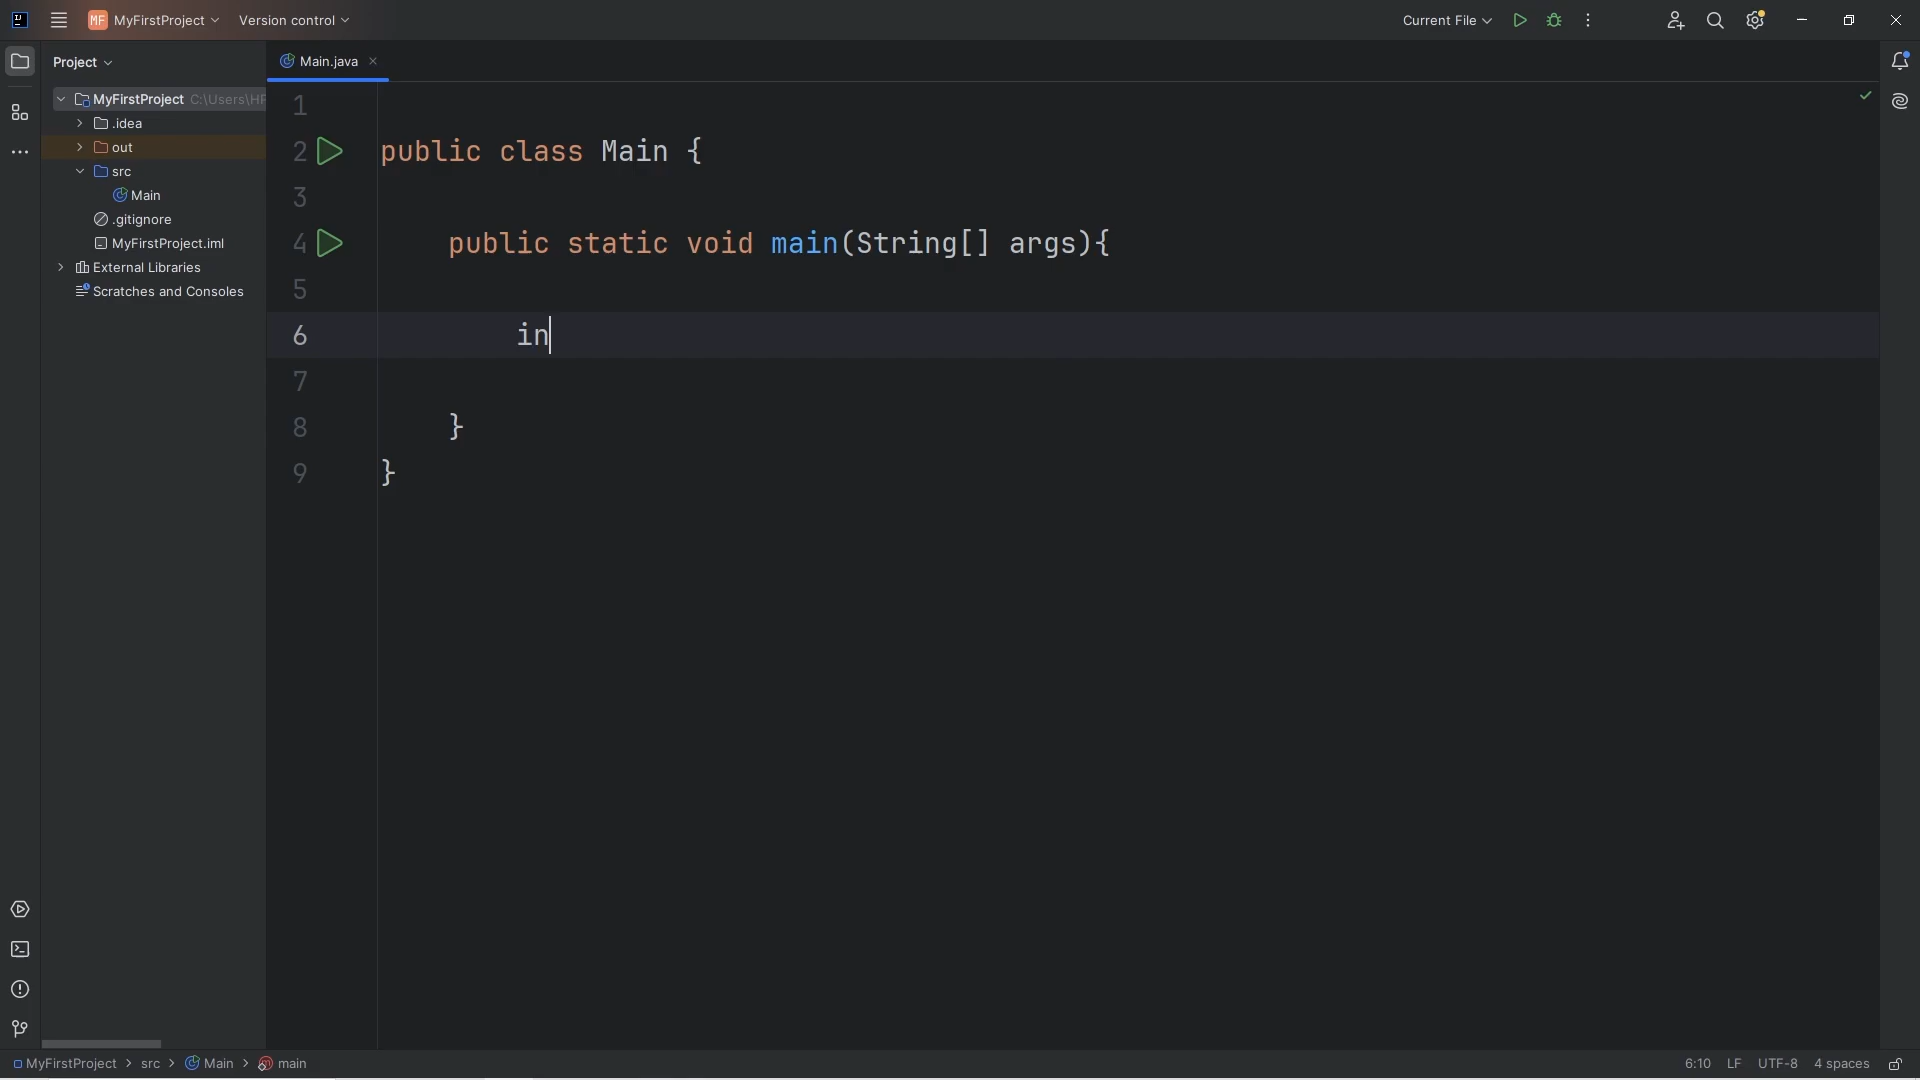 MF MyFirstProject Version control Current File
Project Main.java
MyFirstProject C:\Users\HP
.idea
out
src
Main
.gitignore
MyFirstProject.iml
External Libraries
Scratches and Consoles
1
2 public class Main {
3
4 public static void main(String[] args){
5
6 in
7
8 }
9 }
MyFirstProject > src > Main > main 6:10 LF UTF-8 4 spaces